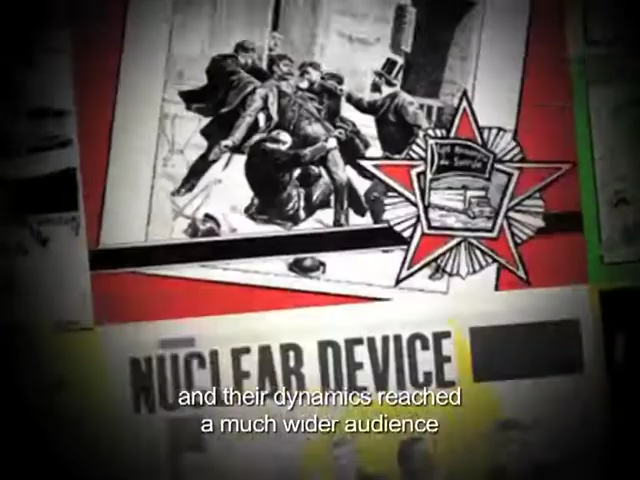 NUCLEAR DEVICE
and their dynamics reached
a much wider audience